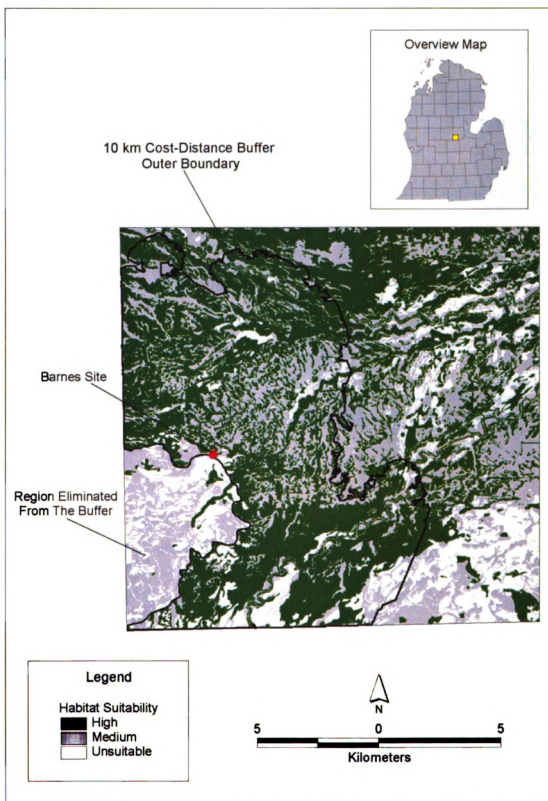 Overview Map
10 km Cost-Distance Buffer
Outer Boundary
Barnes Site
Region Eliminated
From The Buffer
Legend
Habitat Suitability
High
Medium
Unsuitable
N
5 0 5
Kilometers